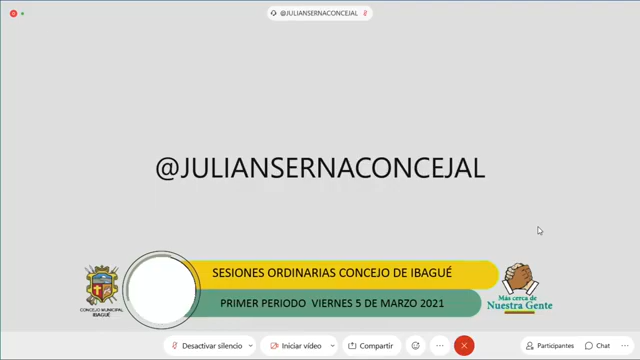 @JULIANSERNACONCEJAL
@JULIANSERNACONCEJAL
SESIONES ORDINARIAS CONCEJO DE IBAGUÉ
PRIMER PERIODO VIERNES 5 DE MARZO 2021
CONCEJO MUNICIPAL
IBAGUÉ
Más cerca de
Nuestra Gente
Desactivar silencio
Iniciar vídeo
Compartir
Participantes
Chat